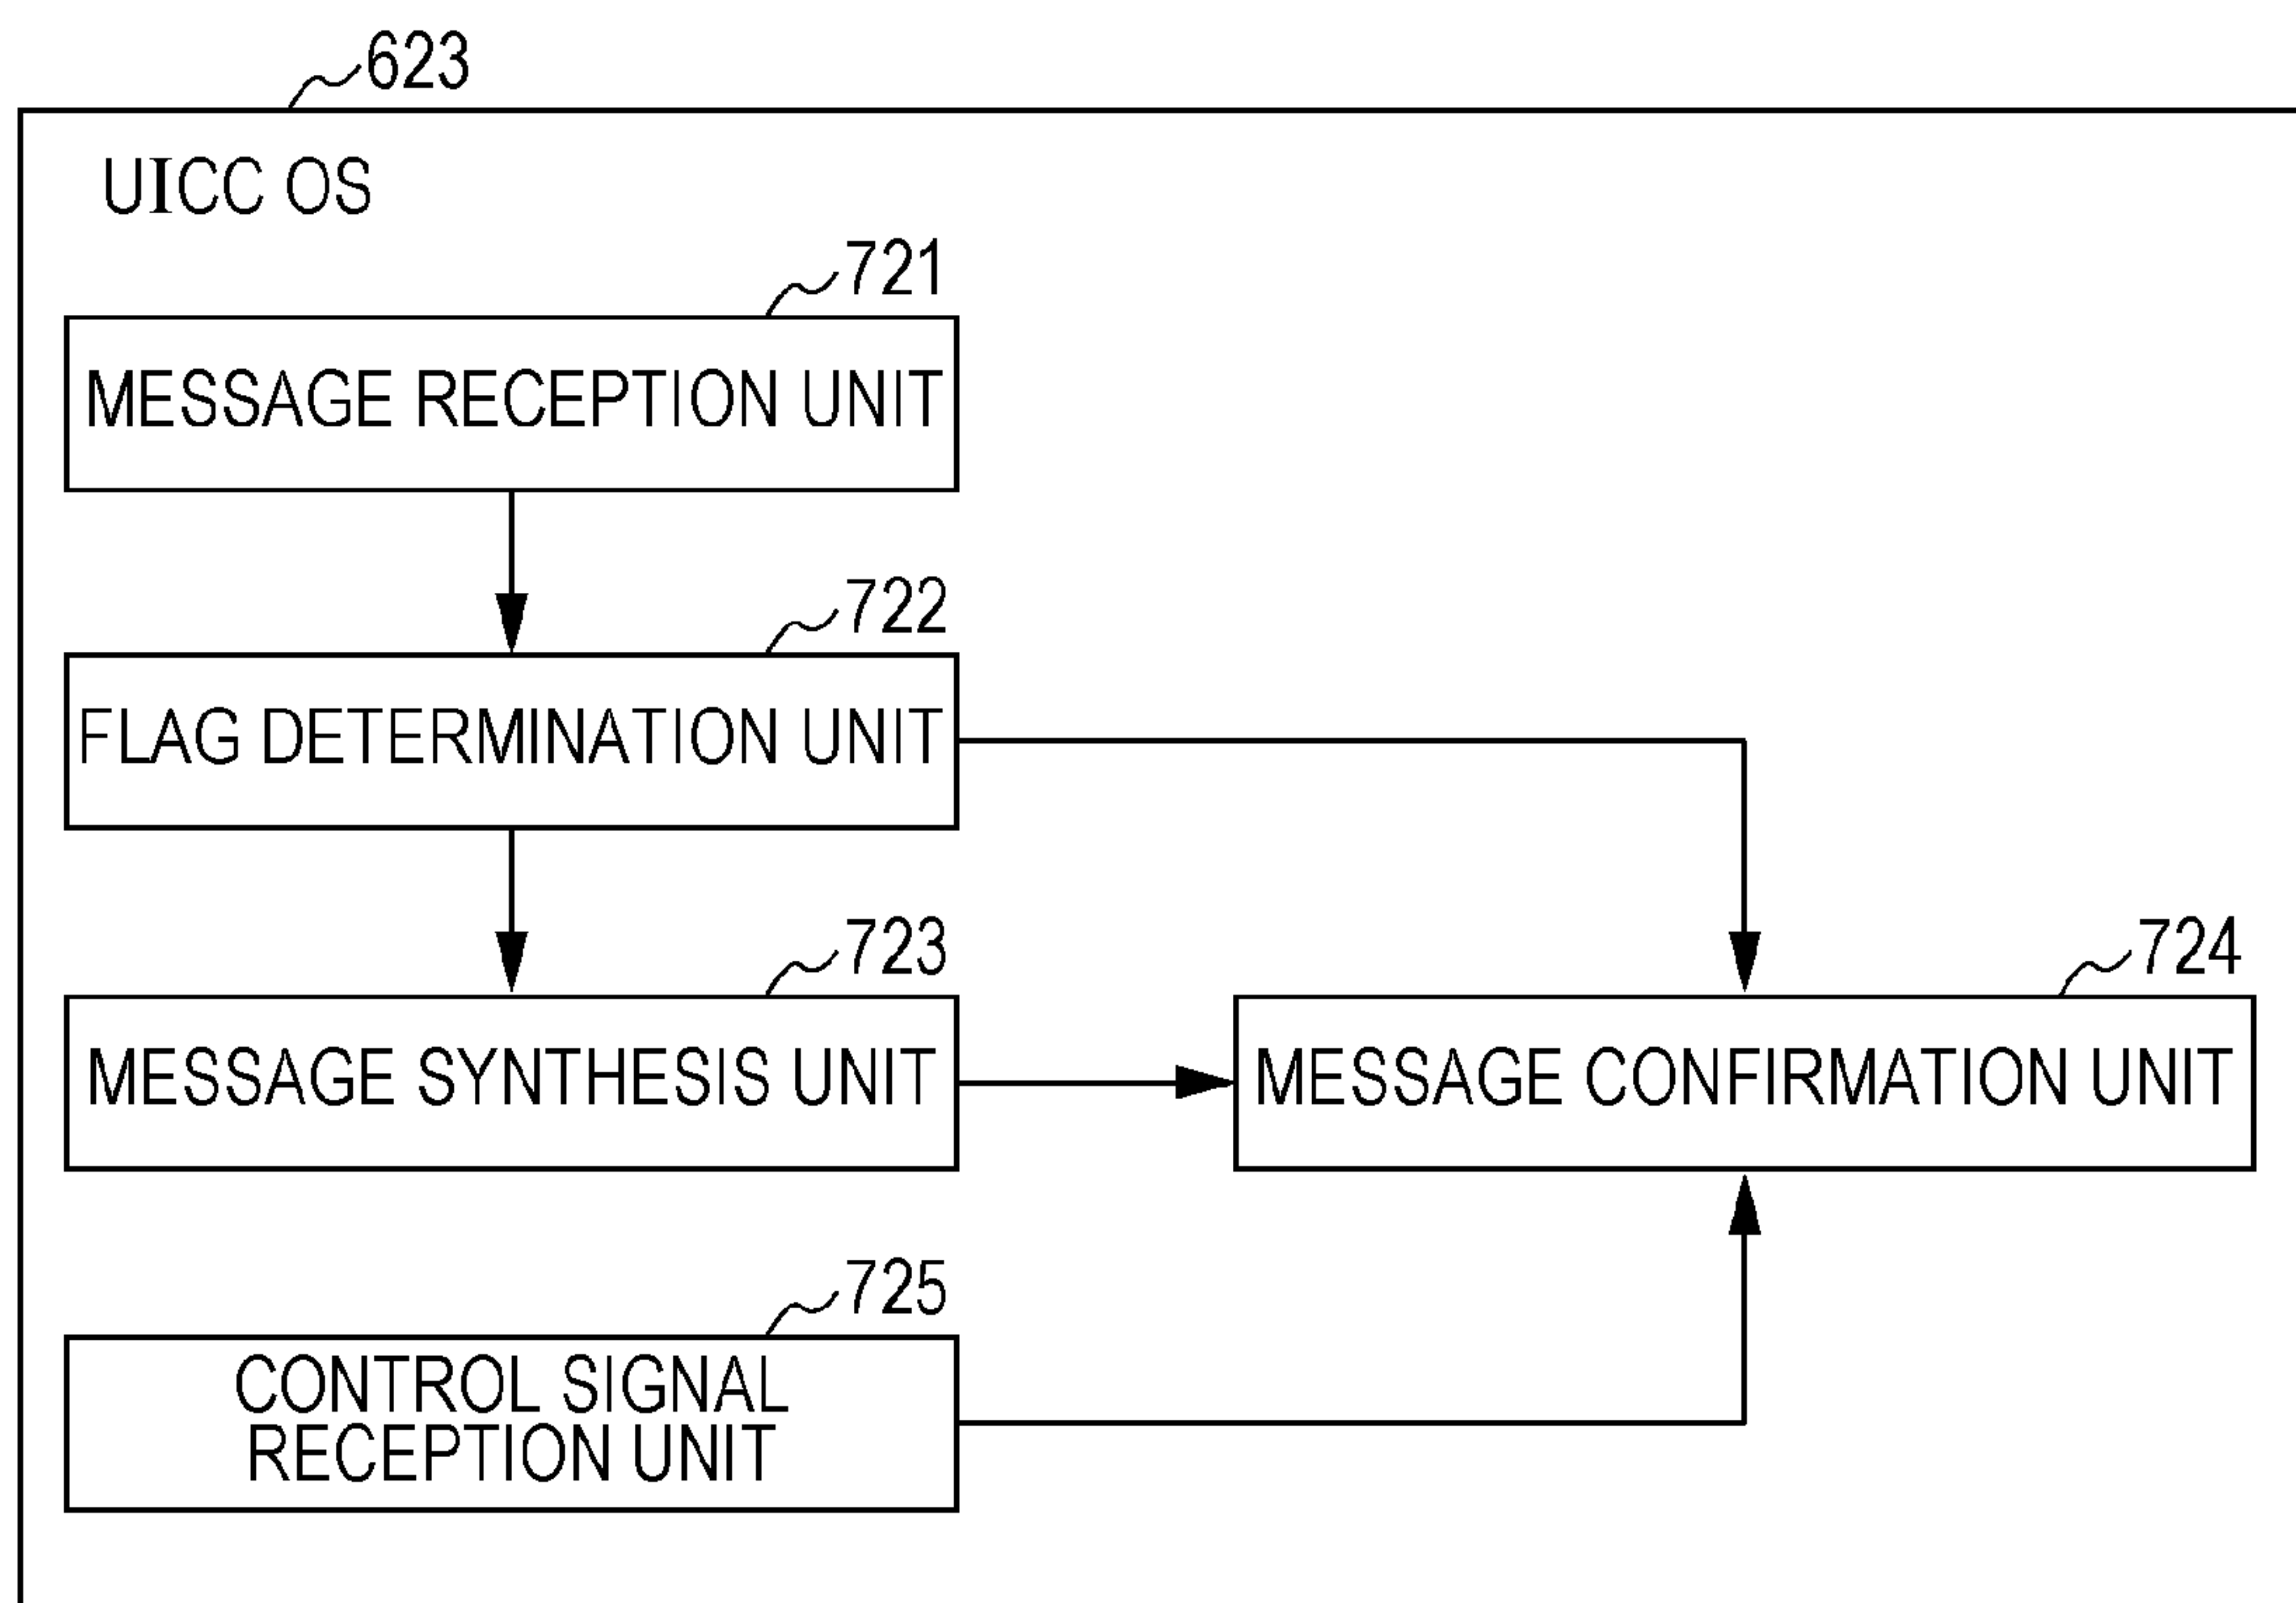 623
UICC OS
721
MESSAGE RECEPTION UNIT
722
FLAG DETERMINATION UNIT
723
MESSAGE SYNTHESIS UNIT
724
MESSAGE CONFIRMATION UNIT
725
CONTROL SIGNAL
RECEPTION UNIT